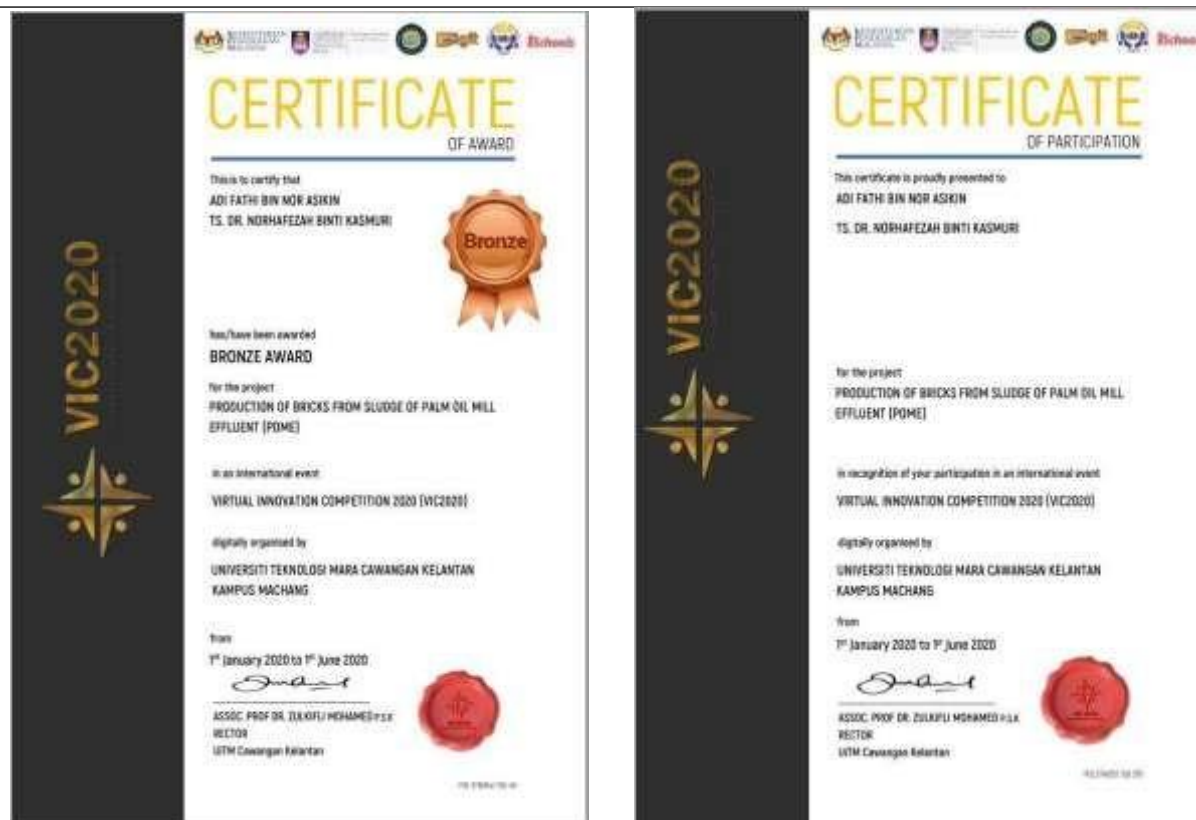 CERTIFICATE
OF AWARD
This is to certify that
ADI FATHI BIN NOR ASIKIN
TS. DR. NORHAFEZAH BINTI KASMURI
Bronze
has/have been awarded
BRONZE AWARD
for the project
PRODUCTION OF BRICKS FROM SLUDGE OF PALM OIL MILL
EFFLUENT (POME)
in an international event
VIRTUAL INNOVATION COMPETITION 2020 (VIC2020)
digitally organised by
UNIVERSITI TEKNOLOGI MARA CAWANGAN KELANTAN
KAMPUS MACHANG
from
1st January 2020 to 1st June 2020
ASSOC. PROF DR. ZULKIFLI MOHAMED P.S.K
RECTOR
UiTM Cawangan Kelantan
VIC2020
CERTIFICATE
OF PARTICIPATION
This certificate is proudly presented to
ADI FATHI BIN NOR ASIKIN
TS. DR. NORHAFEZAH BINTI KASMURI
for the project
PRODUCTION OF BRICKS FROM SLUDGE OF PALM OIL MILL
EFFLUENT (POME)
in recognition of your participation in an international event
VIRTUAL INNOVATION COMPETITION 2020 (VIC2020)
digitally organised by
UNIVERSITI TEKNOLOGI MARA CAWANGAN KELANTAN
KAMPUS MACHANG
from
1st January 2020 to 1st June 2020
ASSOC. PROF DR. ZULKIFLI MOHAMED P.S.K
RECTOR
UiTM Cawangan Kelantan
VIC2020